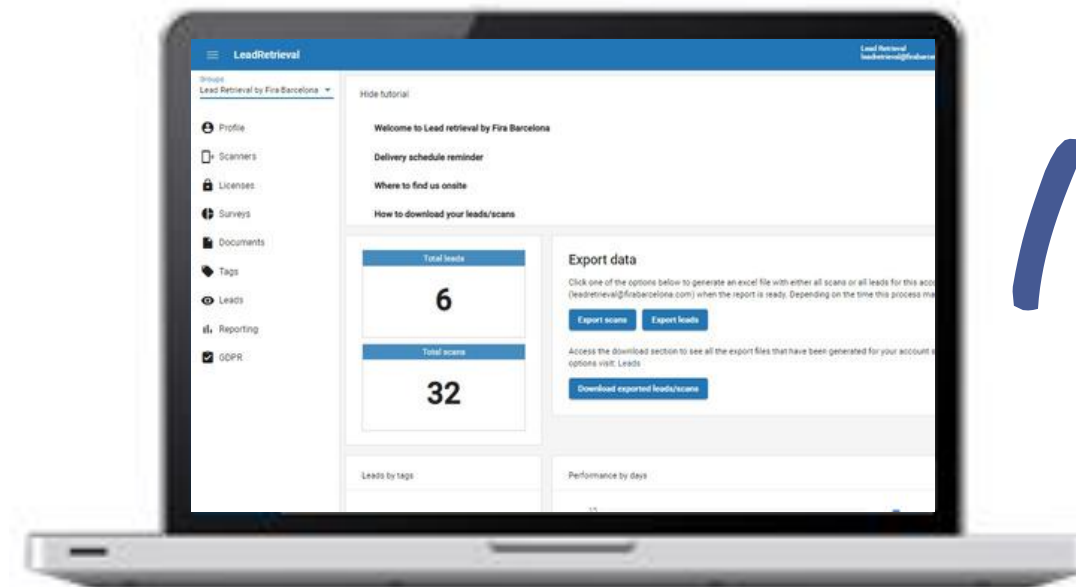 LeadRetrieval
Lead Retrieval
Groups
Lead Retrieval by Fira Barcelona
Profile
Scanners
Licenses
Surveys
Documents
Tags
Leads
Reporting
GDPR
Hide tutorial
Welcome to Lead retrieval by Fira Barcelona
Delivery schedule reminder
Where to find us onsite
How to download your leads/scans
Total leads
6
Total scans
32
Export data
Click one of the options below to generate an excel file with either all scans or all leads for this
(leadretrieval@firabarcelona.com) when the report is ready. Depending on the time this process
Export scans
Export leads
Access the download section to see all the export files that have been generated for your account
options visit: Leads
Download exported leads/scans
Leads by tags
Performance by days